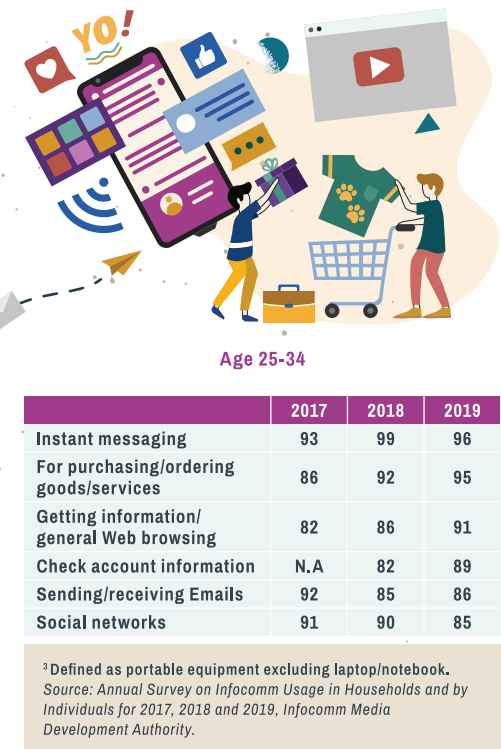 YO!
Age 25-34
2017 2018 2019
Instant messaging 93 99 96
For purchasing/ordering
goods/services 86 92 95
Getting information/
general Web browsing 82 86 91
Check account information N.A 82 89
Sending/receiving Emails 92 85 86
Social networks 91 90 85
³Defined as portable equipment excluding laptop/notebook.
Source: Annual Survey on Infocomm Usage in Households and by
Individuals for 2017, 2018 and 2019, Infocomm Media
Development Authority.